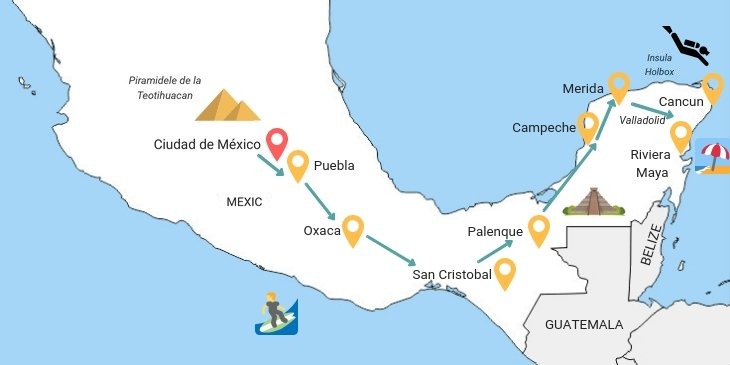 Insula
Holbox
Piramidele de la
Teotihuacan
Merida
Cancun
Valladolid
Campeche
Ciudad de México
Puebla
Riviera
Maya
MEXIC
Oxaca
Palenque
BELIZE
San Cristobal
GUATEMALA